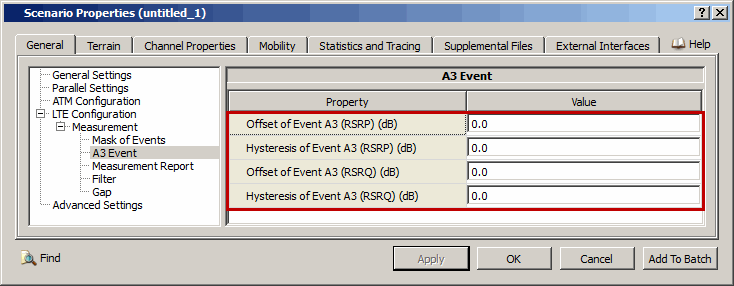 Scenario Properties (untitled_1)
General Terrain Channel Properties Mobility Statistics and Tracing Supplemental Files External Interfaces Help
General Settings
Parallel Settings
ATM Configuration
LTE Configuration
Measurement
Mask of Events
A3 Event
Measurement Report
Filter
Gap
Advanced Settings
A3 Event
Property Value
Offset of Event A3 (RSRP) (dB) 0.0
Hysteresis of Event A3 (RSRP) (dB) 0.0
Offset of Event A3 (RSRQ) (dB) 0.0
Hysteresis of Event A3 (RSRQ) (dB) 0.0
Find Apply OK Cancel Add To Batch